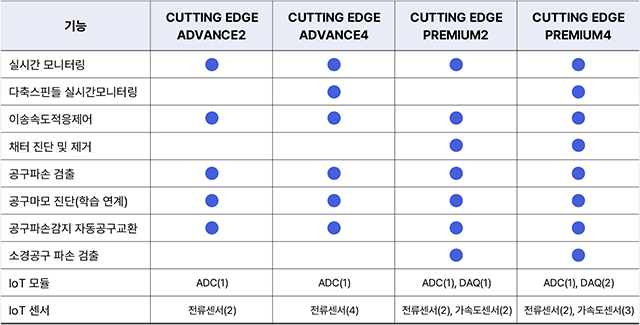 기능 CUTTING EDGE ADVANCE2 CUTTING EDGE ADVANCE4 CUTTING EDGE PREMIUM2 CUTTING EDGE PREMIUM4
실시간 모니터링
다축스핀들 실시간모니터링
이송속도적응제어
채터 진단 및 제거
공구파손 검출
공구마모 진단(학습 연계)
공구파손감지 자동공구교환
소경공구 파손 검출
IoT 모듈 ADC(1) ADC(1) ADC(1), DAQ(1) ADC(1), DAQ(2)
IoT 센서 전류센서(2) 전류센서(4) 전류센서(2), 가속도센서(2) 전류센서(2), 가속도센서(3)